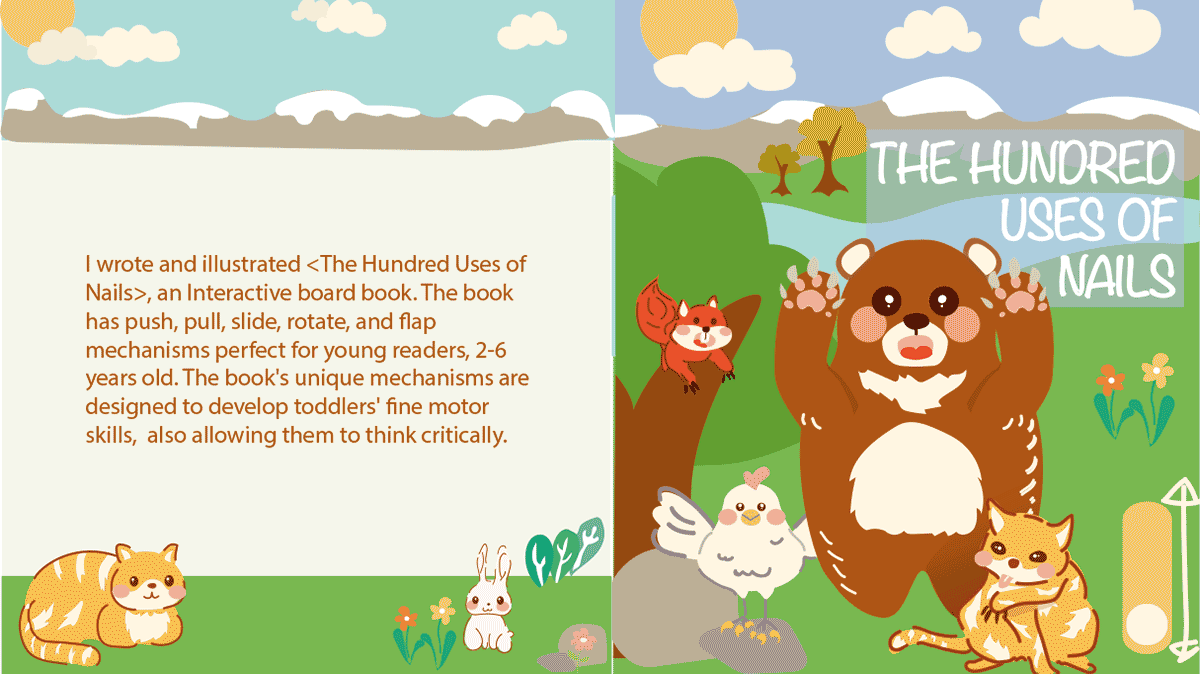 I wrote and illustrated <The Hundred Uses of
Nails>, an Interactive board book. The book
has push, pull, slide, rotate, and flap
mechanisms perfect for young readers, 2-6
years old. The book's unique mechanisms are
designed to develop toddlers' fine motor
skills,  also allowing them to think critically.
THE HUNDRED
USES OF
NAILS